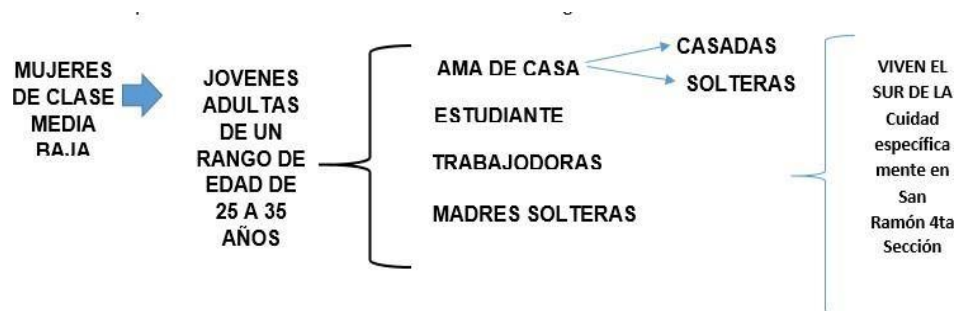 MUJERES
DE CLASE
MEDIA
BAJA
JOVENES
ADULTAS
DE UN
RANGO DE
EDAD DE
25 A 35
AÑOS
AMA DE CASA
CASADAS
SOLTERAS
ESTUDIANTE
TRABAJODORAS
MADRES SOLTERAS
VIVEN EL
SUR DE LA
Cuidad
específica
mente en
San
Ramón 4ta
Sección